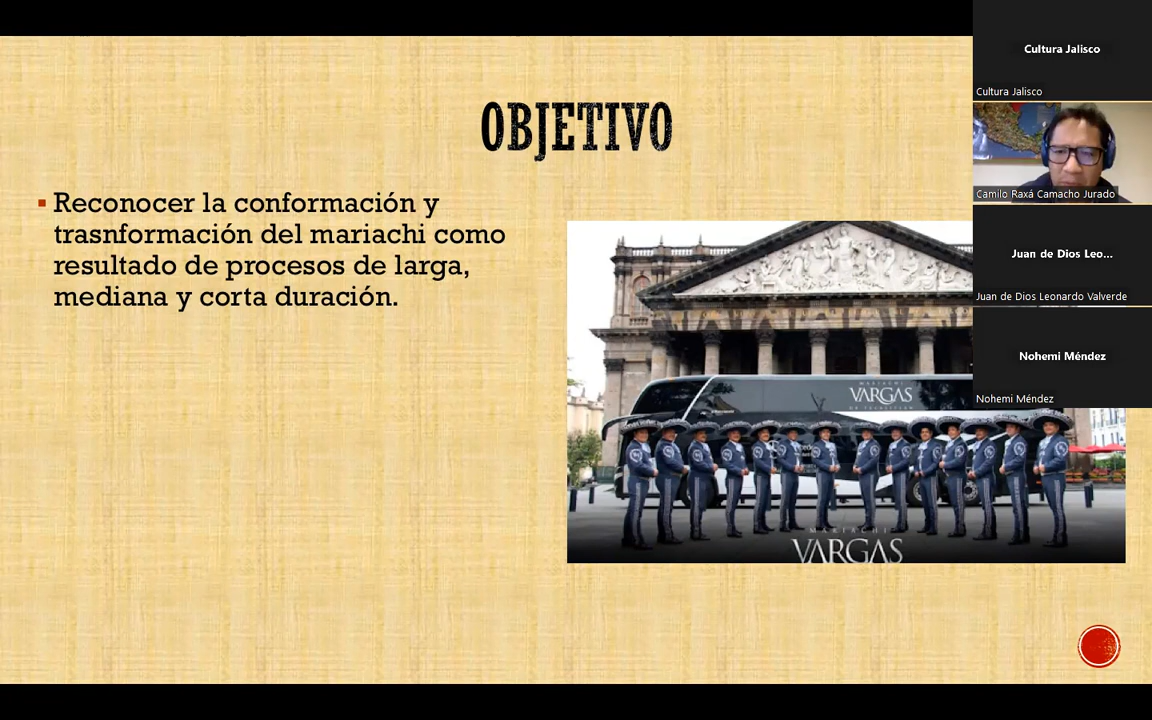 OBJETIVO
Reconocer la conformación y
trasnformación del mariachi como
resultado de procesos de larga,
mediana y corta duración.
MARIACHI
VARGAS
DE TECALITLÁN
MARIACHI
VARGAS
Cultura Jalisco
Cultura Jalisco
Camilo Raxá Camacho Jurado
Juan de Dios Leo...
Juan de Dios Leonardo Valverde
Nohemi Méndez
Nohemi Méndez